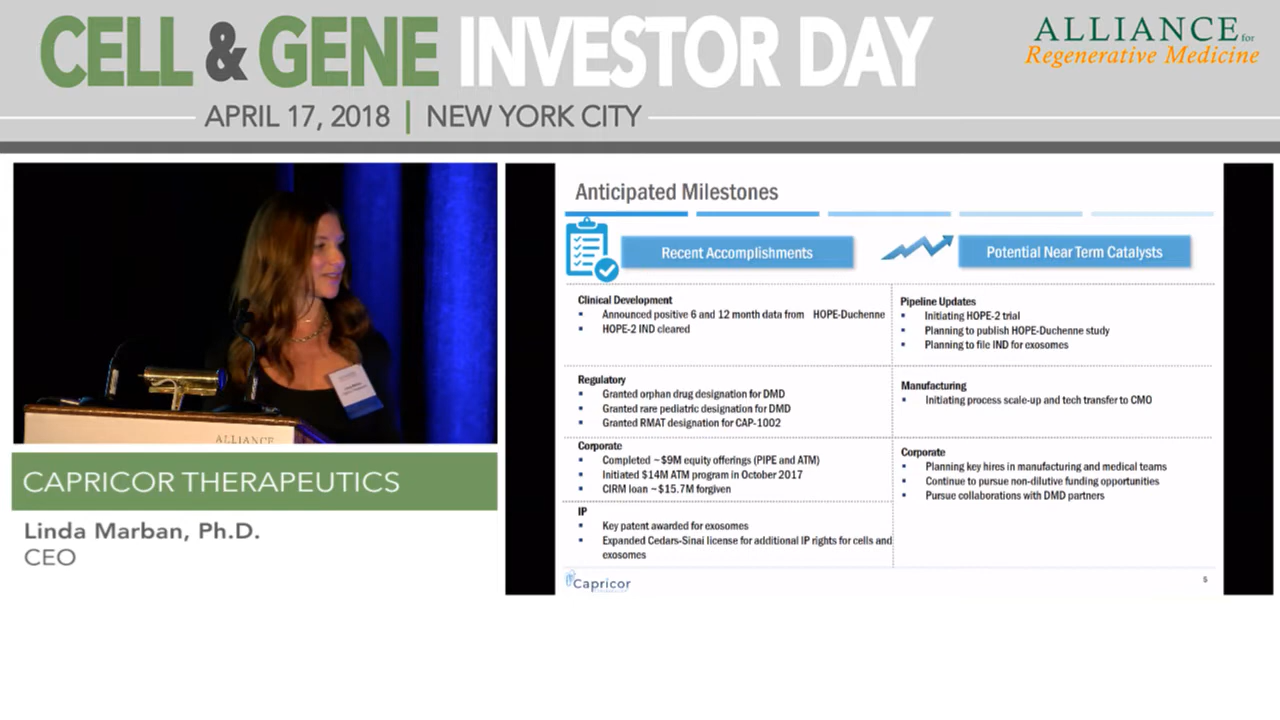 CELL & GENE INVESTOR DAY
APRIL 17, 2018 | NEW YORK CITY
ALLIANCE for
Regenerative Medicine
ALLIANCE
CAPRICOR THERAPEUTICS
Linda Marban, Ph.D.
CEO
Anticipated Milestones
Recent Accomplishments
Clinical Development
▪ Announced positive 6 and 12 month data from HOPE-Duchenne
▪ HOPE-2 IND cleared
Regulatory
▪ Granted orphan drug designation for DMD
▪ Granted rare pediatric designation for DMD
▪ Granted RMAT designation for CAP-1002
Corporate
▪ Completed ~$9M equity offerings (PIPE and ATM)
▪ Initiated $14M ATM program in October 2017
▪ CIRM loan ~$15.7M forgiven
IP
▪ Key patent awarded for exosomes
▪ Expanded Cedars-Sinai license for additional IP rights for cells and
exosomes
Potential Near Term Catalysts
Pipeline Updates
▪ Initiating HOPE-2 trial
▪ Planning to publish HOPE-Duchenne study
▪ Planning to file IND for exosomes
Manufacturing
▪ Initiating process scale-up and tech transfer to CMO
Corporate
▪ Planning key hires in manufacturing and medical teams
▪ Continue to pursue non-dilutive funding opportunities
▪ Pursue collaborations with DMD partners
Capricor
5